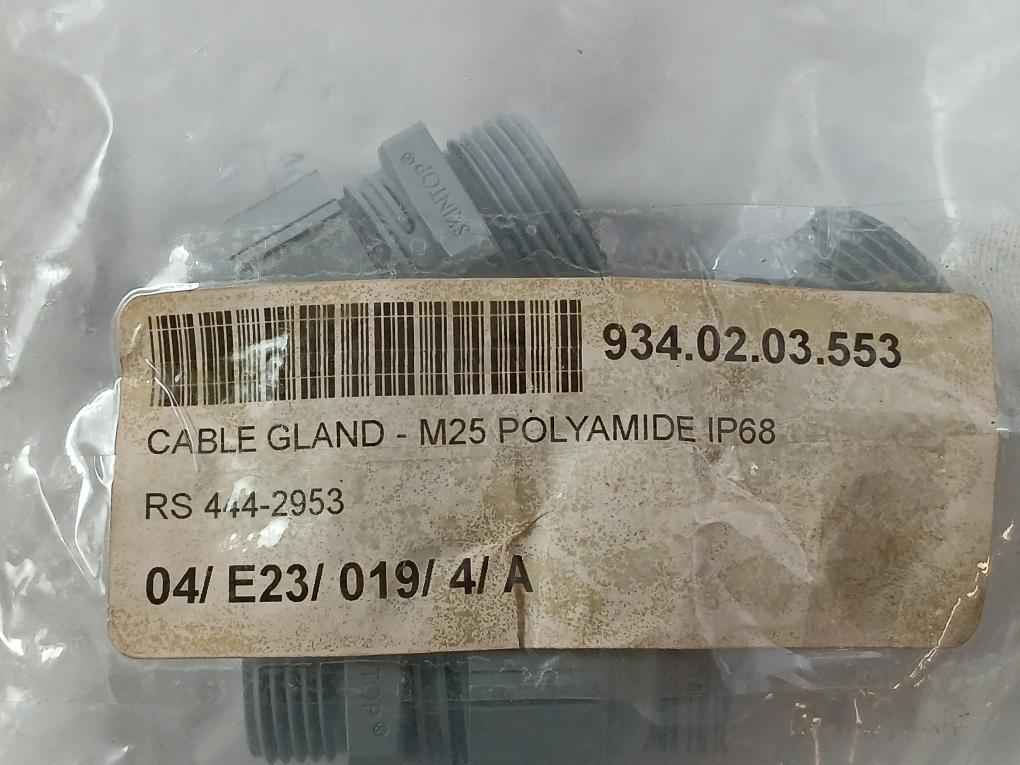 SKINTOP®
934.02.03.553
CABLE GLAND - M25 POLYAMIDE IP68
RS 444-2953
04/ E23/ 019/ 4/ A